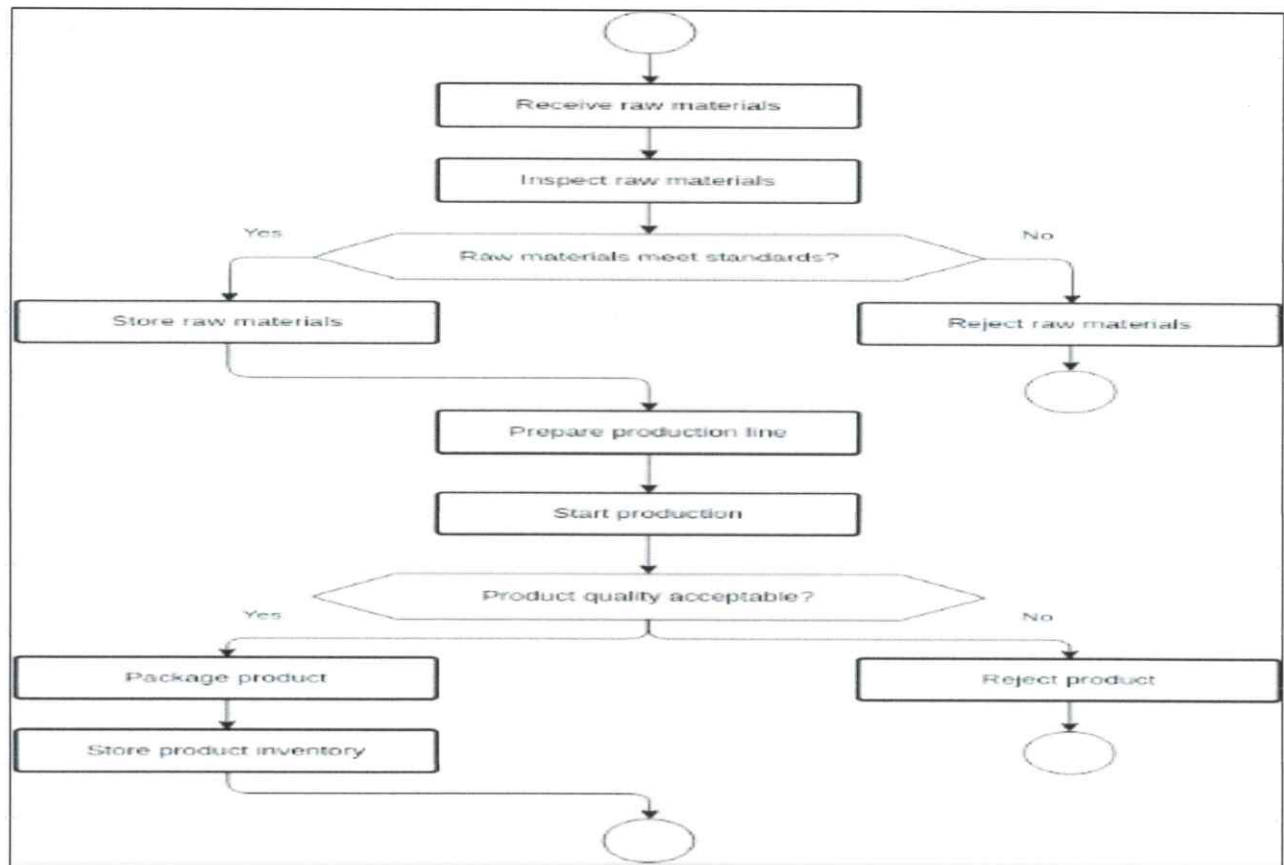 Receive raw materials
Inspect raw materials
Yes
No
Raw materials meet standards?
Store raw materials
Reject raw materials
Prepare production line
Start production
Product quality acceptable?
Yes
No
Package product
Reject product
Store product inventory